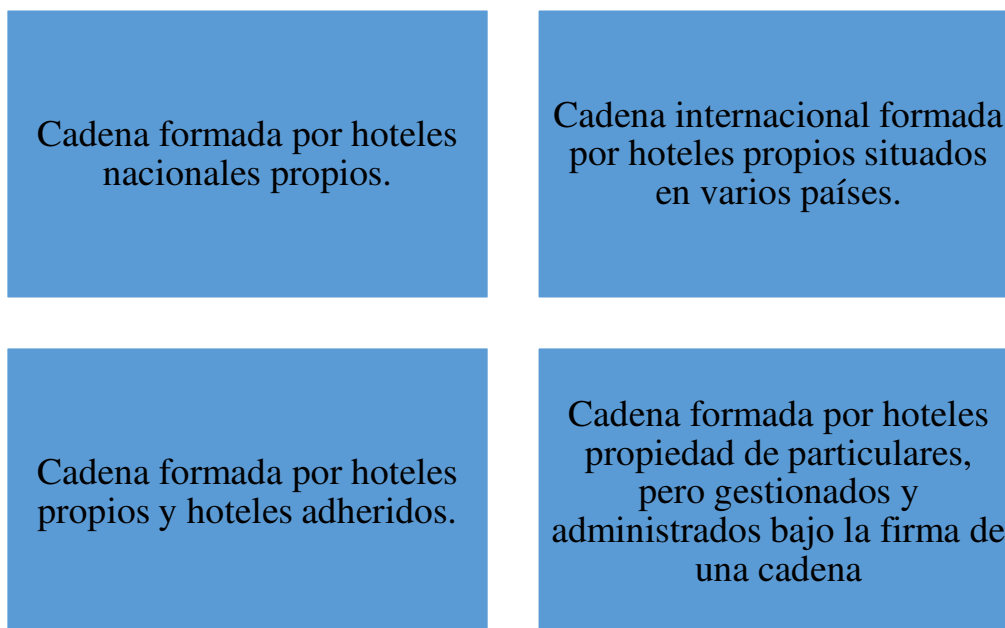 Cadena formada por hoteles
nacionales propios.
Cadena internacional formada
por hoteles propios situados
en varios países.
Cadena formada por hoteles
propios y hoteles adheridos.
Cadena formada por hoteles
propiedad de particulares,
pero gestionados y
administrados bajo la firma de
una cadena